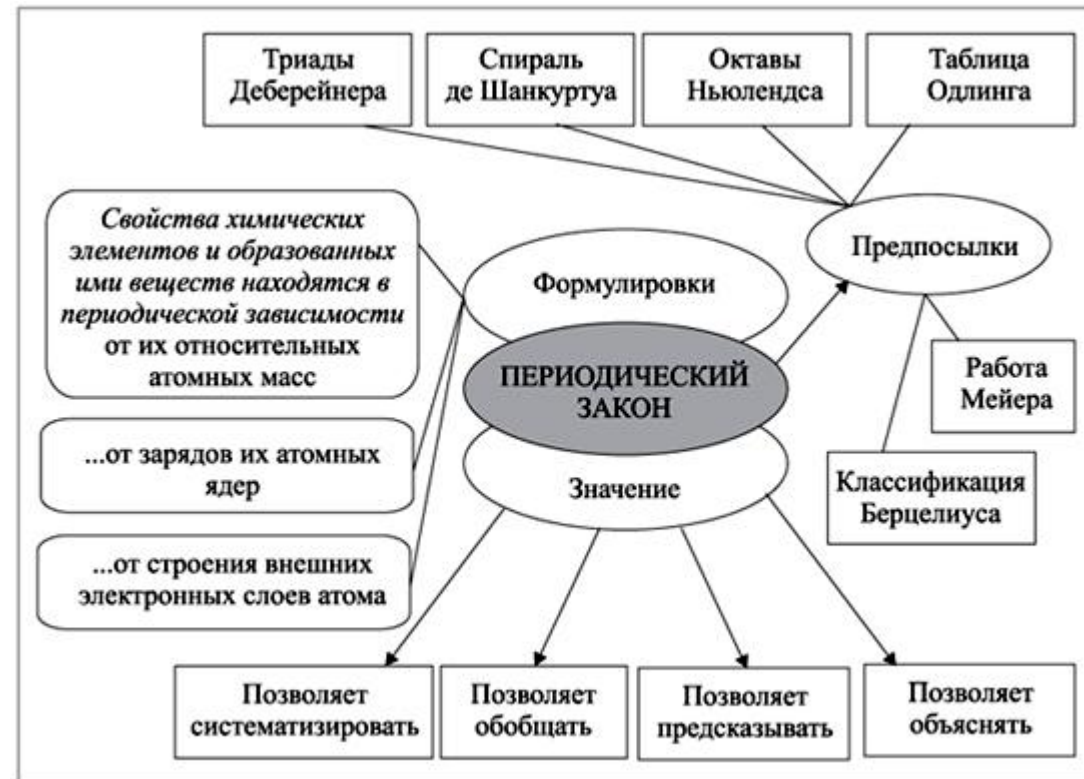 Триады
Деберейнера
Спираль
де Шанкуртуа
Октавы
Ньюлендса
Таблица
Одлинга
Свойства химических
элементов и образованных
ими веществ находятся в
периодической зависимости
от их относительных
атомных масс
Формулировки
Предпосылки
ПЕРИОДИЧЕСКИЙ
ЗАКОН
Работа
Мейера
...от зарядов их атомных
ядер
Значение
Классификация
Берцелиуса
...от строения внешних
электронных слоев атома
Позволяет
систематизировать
Позволяет
обобщать
Позволяет
предсказывать
Позволяет
объяснять